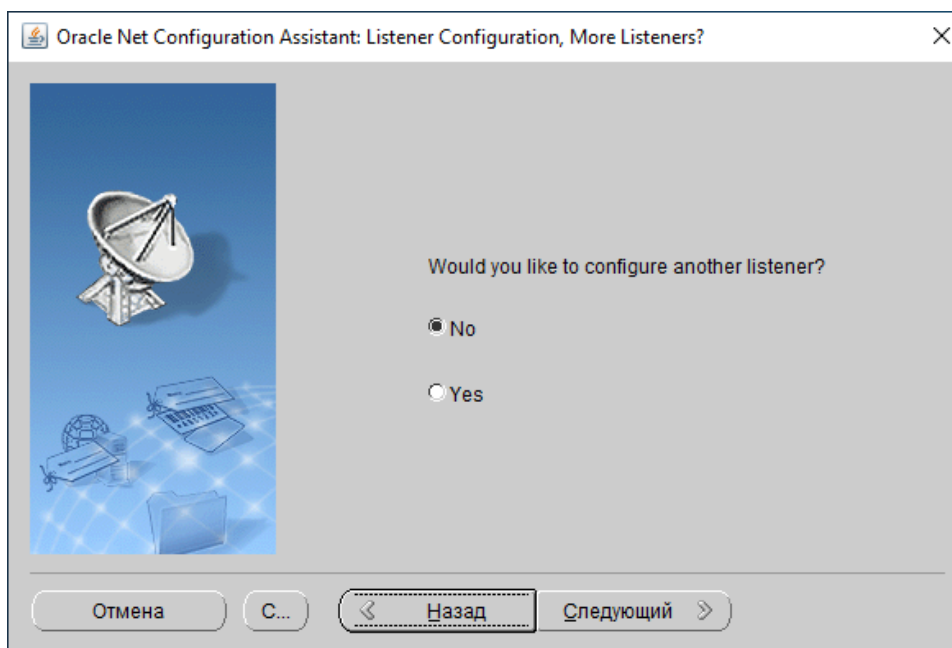 Oracle Net Configuration Assistant: Listener Configuration, More Listeners?
Would you like to configure another listener?
No
Yes
Отмена С... Назад Следующий